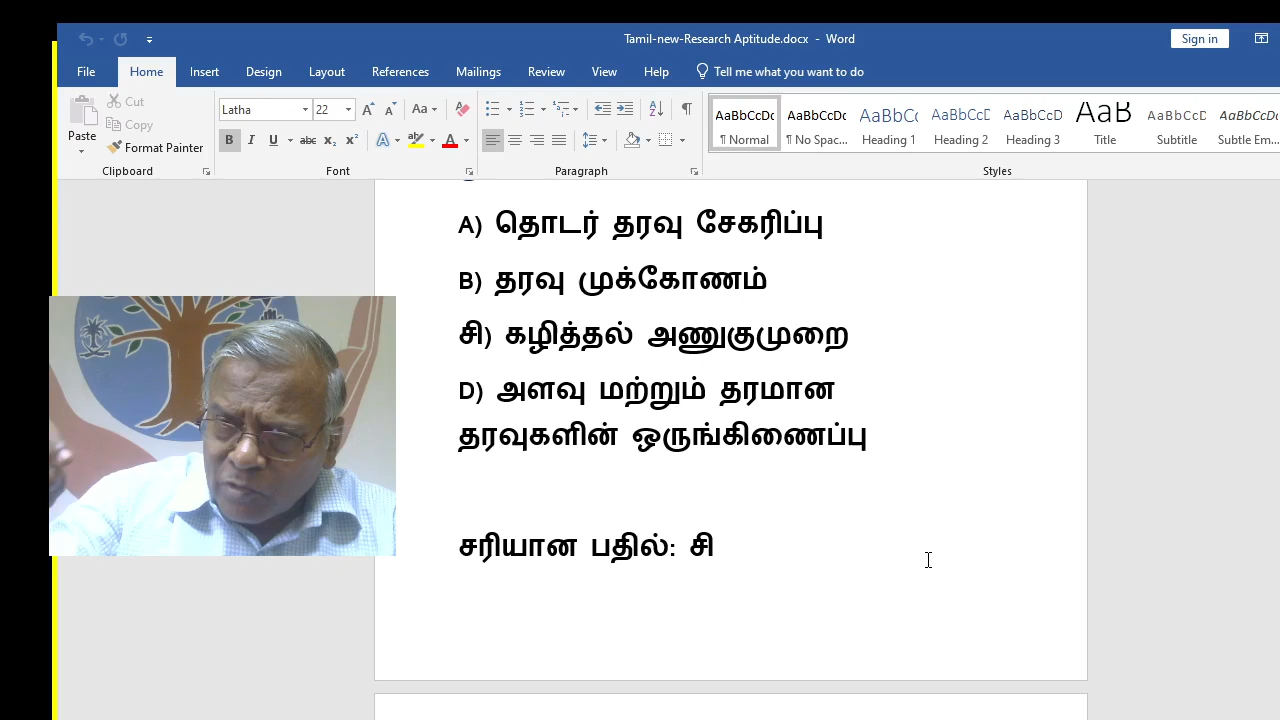 Tamil-new-Research Aptitude.docx - Word
Sign in
File Home Insert Design Layout References Mailings Review View Help Tell me what you want to do
Paste
Cut
Copy
Format Painter
Clipboard
Latha 22
Font
Paragraph
AaBbCcDc AaBbCcDc AaBbCc AaBbCcD AaBbCcD AaB AaBbCcD AaBbCcDc
¶ Normal ¶ No Spac... Heading 1 Heading 2 Heading 3 Title Subtitle Subtle Em...
Styles
A) தொடர் தரவு சேகரிப்பு
B) தரவு முக்கோணம்
சி) கழித்தல் அணுகுமுறை
D) அளவு மற்றும் தரமான
தரவுகளின் ஒருங்கிணைப்பு
சரியான பதில்: சி